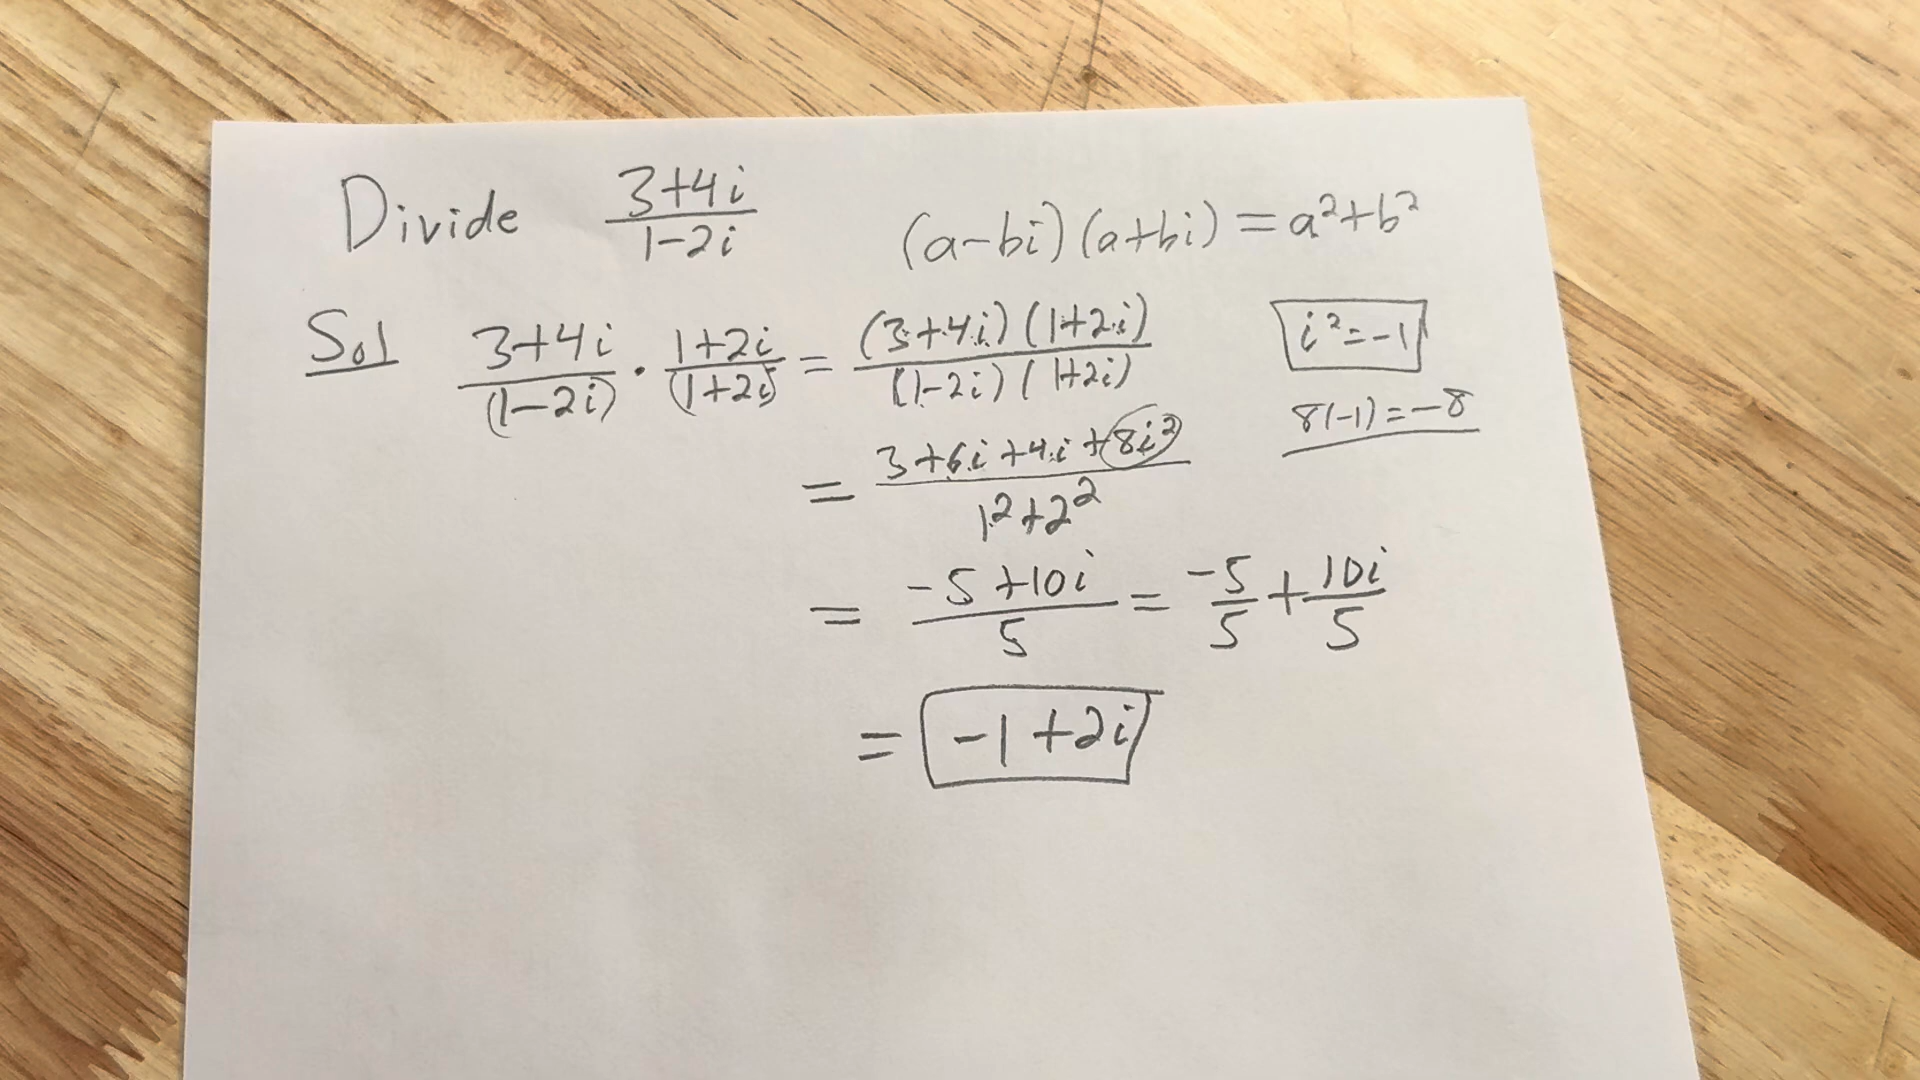 Divide (3+4i)/(1-2i) (a-bi)(a+bi) = a²+b²
Sol (3+4i)/(1-2i) · (1+2i)/(1+2i) = (3+4i)(1+2i)/(1-2i)(1+2i) i²=-1
8(-1)=-8
= (3+6i+4i+8i²)/(1²+2²)
= (-5+10i)/5 = -5/5 + 10i/5
= -1+2i